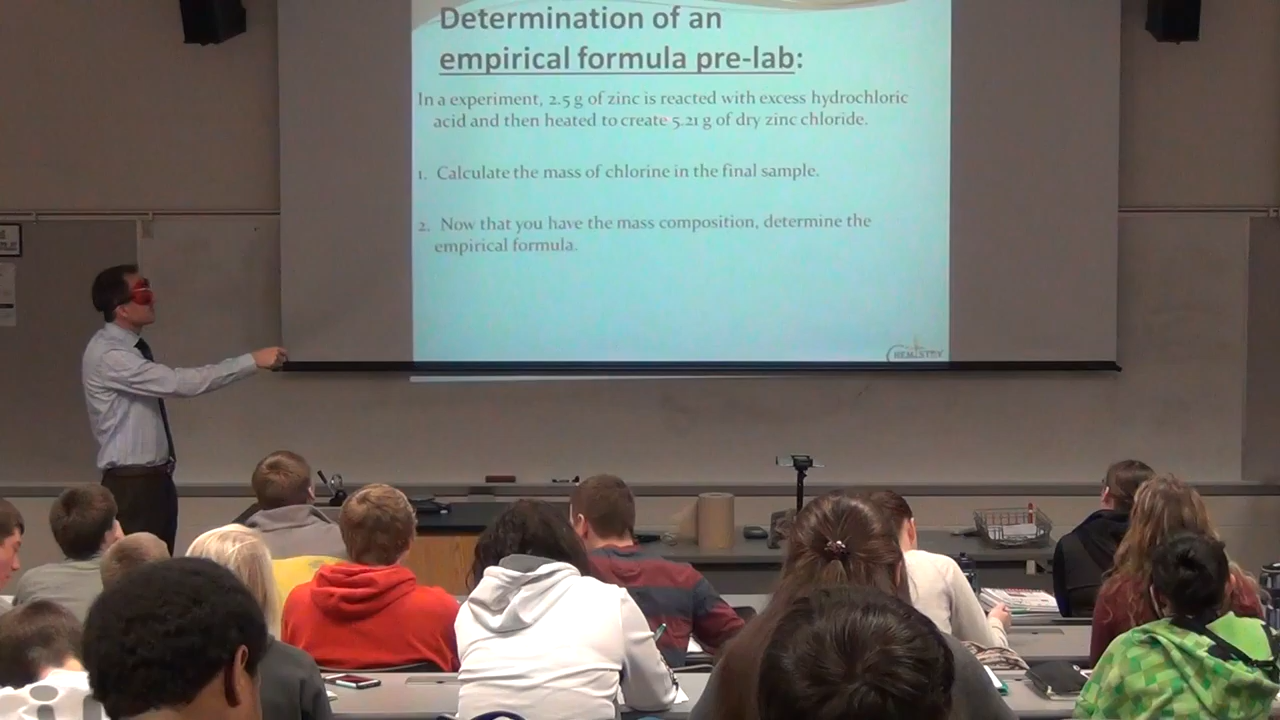 Determination of an
empirical formula pre-lab:
In a experiment, 2.5 g of zinc is reacted with excess hydrochloric
acid and then heated to create 5.21 g of dry zinc chloride.
1. Calculate the mass of chlorine in the final sample.
2. Now that you have the mass composition, determine the
empirical formula.
CHEMISTRY